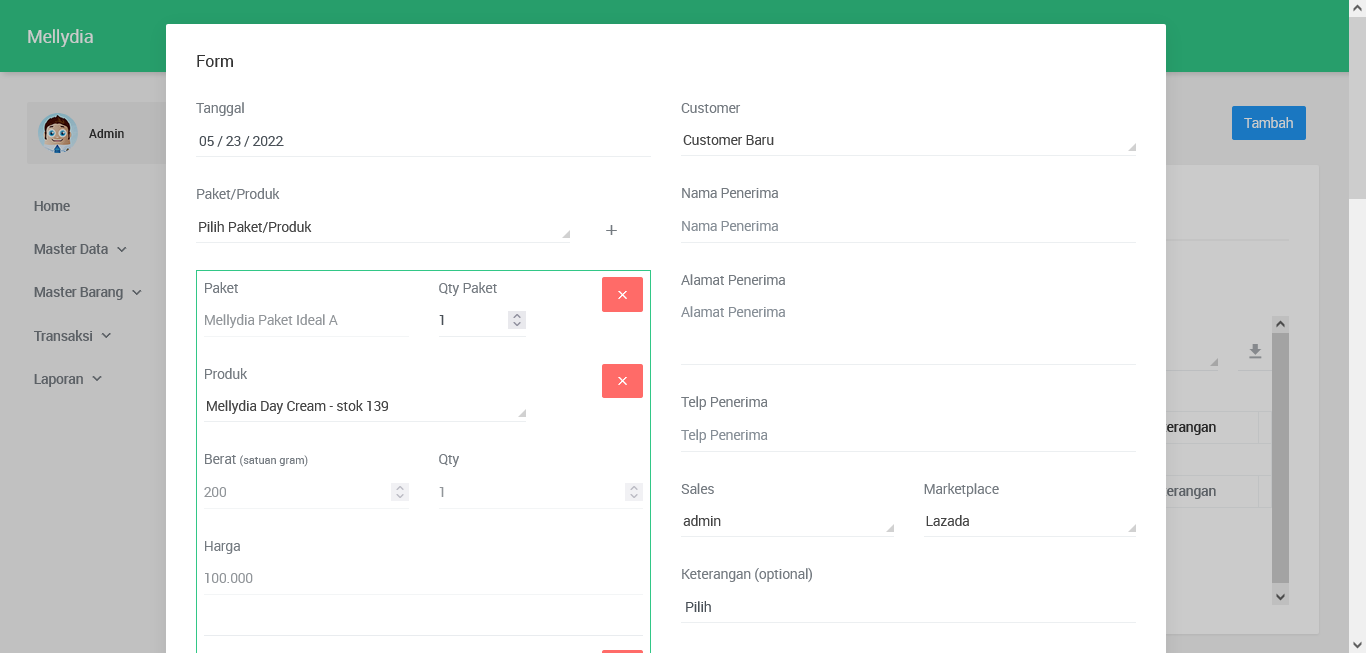 Mellydia
Admin
Home
Master Data
Master Barang
Transaksi
Laporan
Form
Tanggal
05 / 23 / 2022
Paket/Produk
Pilih Paket/Produk
+
Paket
Qty Paket
×
Mellydia Paket Ideal A
1
Produk
×
Mellydia Day Cream - stok 139
Berat (satuan gram)
Qty
200
1
Harga
100.000
Customer
Customer Baru
Nama Penerima
Nama Penerima
Alamat Penerima
Alamat Penerima
Telp Penerima
Telp Penerima
Sales
Marketplace
admin
Lazada
Keterangan (optional)
Pilih
Tambah
erangan
erangan